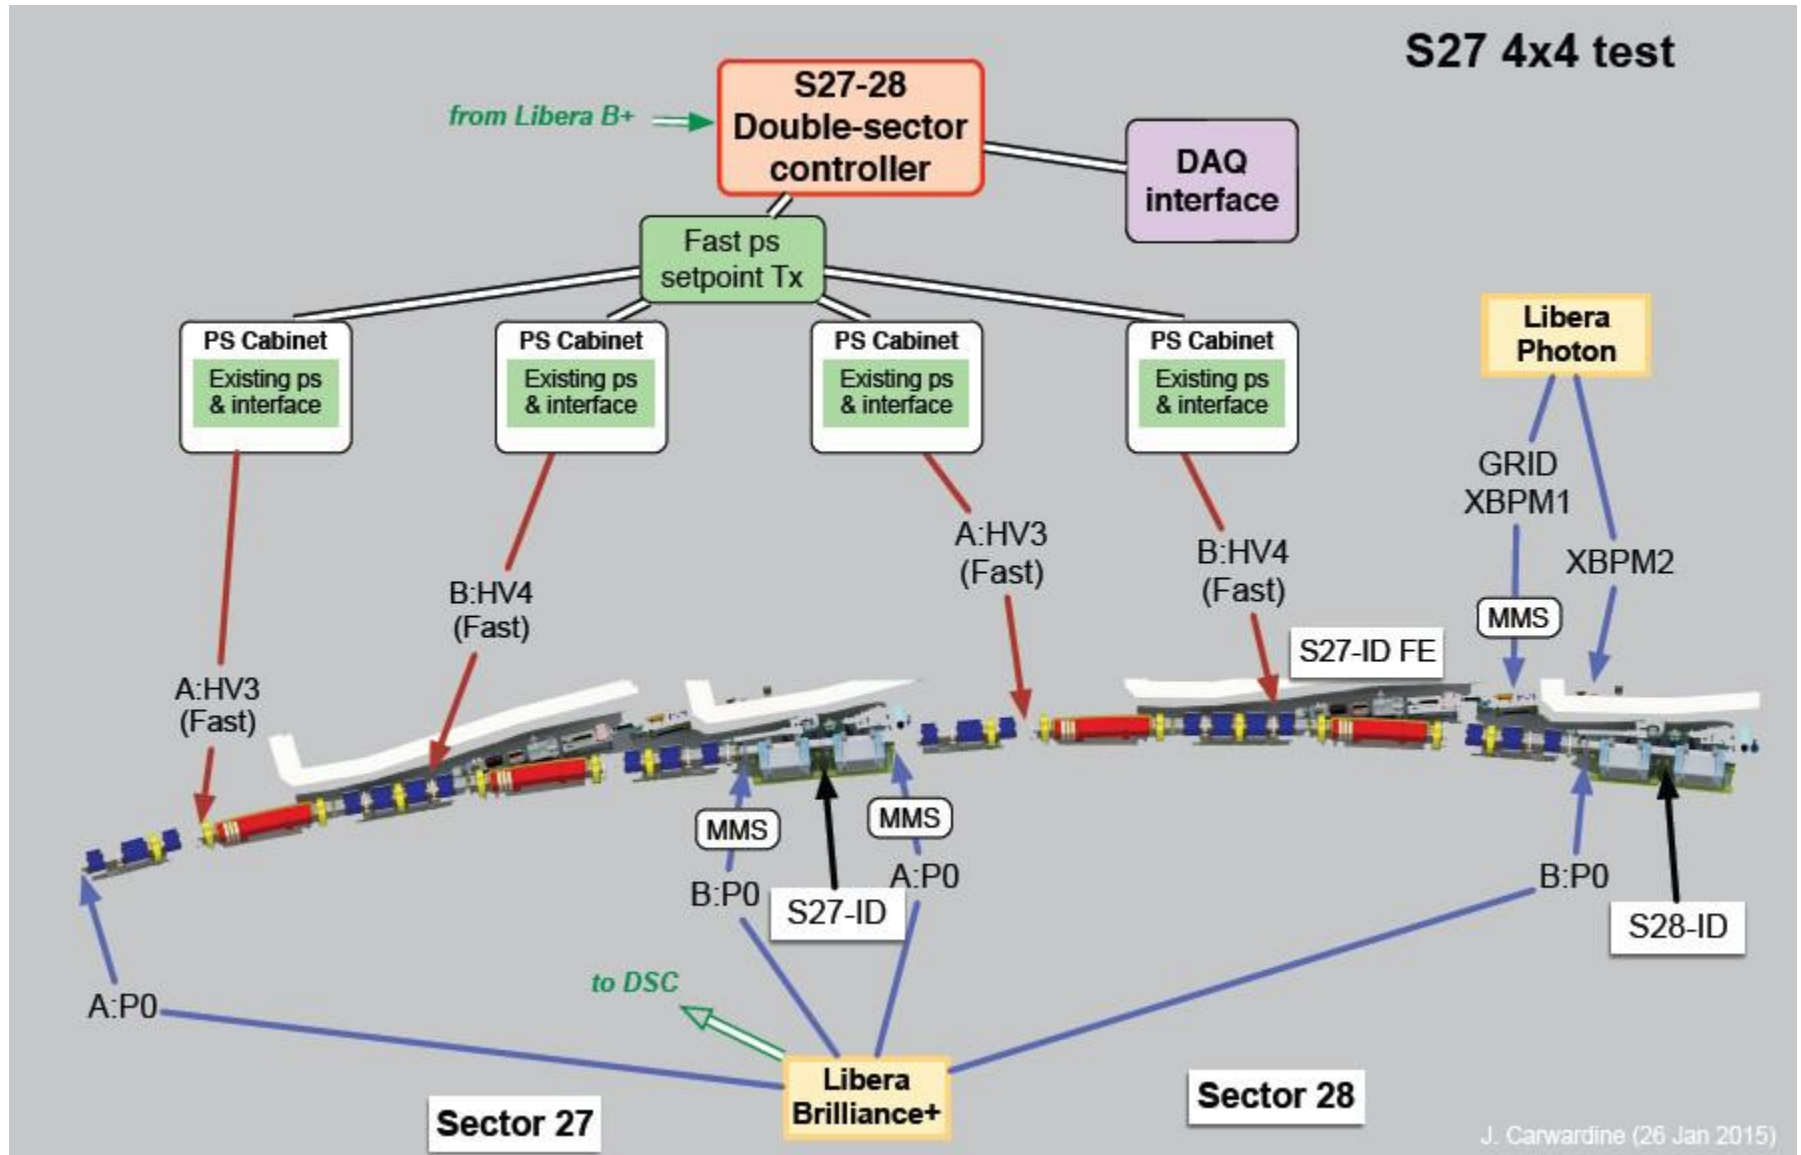 S27 4x4 test
S27-28
Double-sector
controller
from Libera B+
DAQ
interface
Fast ps
setpoint Tx
PS Cabinet
Existing ps
& interface
PS Cabinet
Existing ps
& interface
PS Cabinet
Existing ps
& interface
PS Cabinet
Existing ps
& interface
Libera
Photon
GRID
XBPM1
XBPM2
MMS
A:HV3
(Fast)
B:HV4
(Fast)
A:HV3
(Fast)
B:HV4
(Fast)
S27-ID FE
MMS
MMS
B:P0
A:P0
S27-ID
B:P0
S28-ID
A:P0
to DSC
Libera
Brilliance+
Sector 27
Sector 28
J. Carwardine (26 Jan 2015)